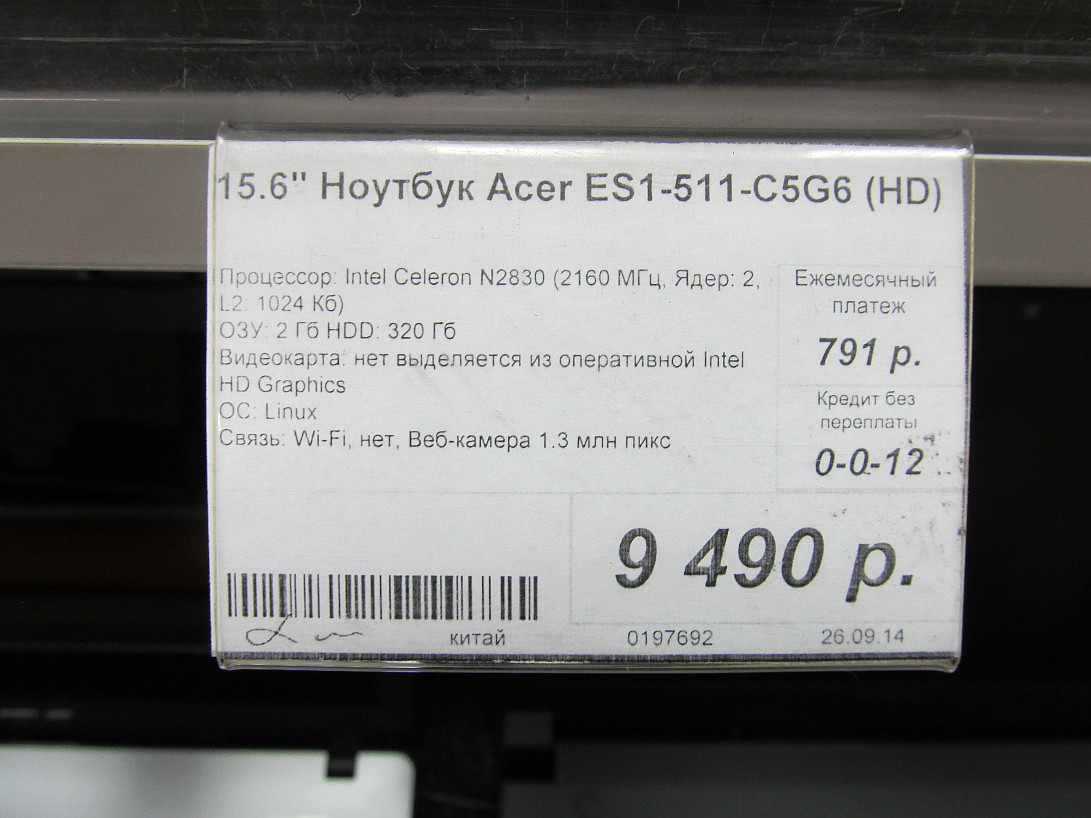 15.6" Ноутбук Acer ES1-511-C5G6 (HD)
Процессор: Intel Celeron N2830 (2160 МГц, Ядер: 2,
L2: 1024 Кб)
ОЗУ: 2 Гб HDD: 320 Гб
Видеокарта: нет выделяется из оперативной Intel
HD Graphics
ОС: Linux
Связь: Wi-Fi, нет, Веб-камера 1.3 млн пикс
Ежемесячный
платеж
791 р.
Кредит без
переплаты
0-0-12
9 490 р.
китай 0197692 26.09.14